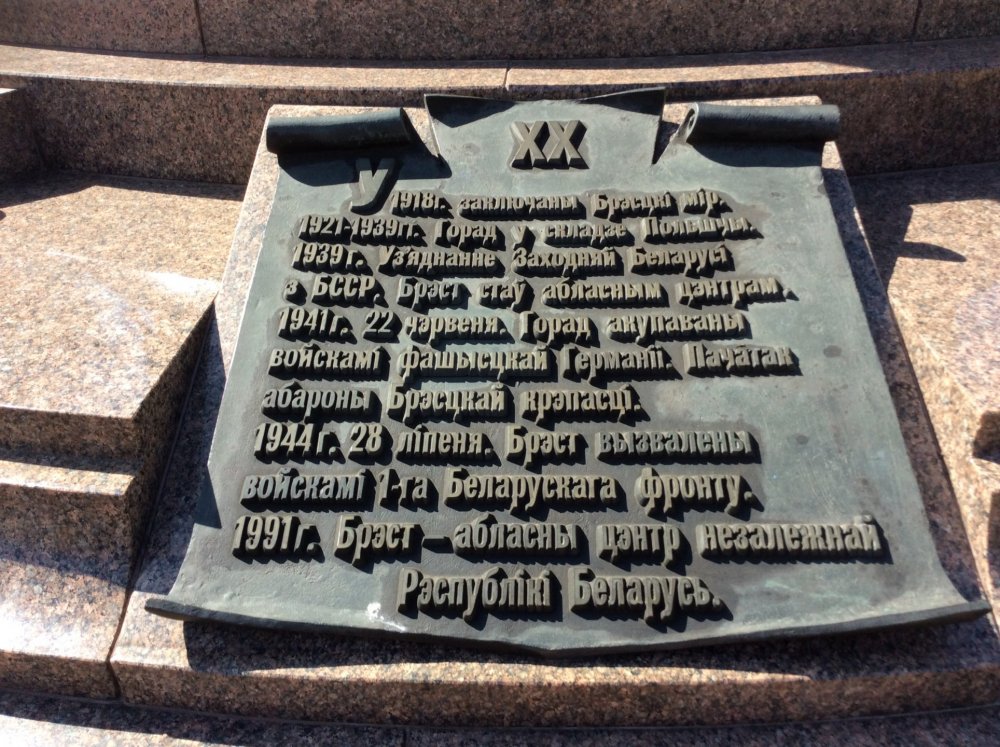 XX
У 1918г. заключаны Брэсцкі мір.
1921-1939гг. Горад у складзе Польшчы.
1939г. Уз'яднанне Заходняй Беларусі
з БССР. Брэст стаў абласным цэнтрам.
1941г. 22 чэрвеня. Горад акупаваны
войскамі фашысцкай Германіі. Пачатак
абароны Брэсцкай крэпасці.
1944г. 28 ліпеня. Брэст вызвалены
войскамі 1-га Беларускага фронту.
1991г. Брэст – абласны цэнтр незалежнай
Рэспублікі Беларусь.